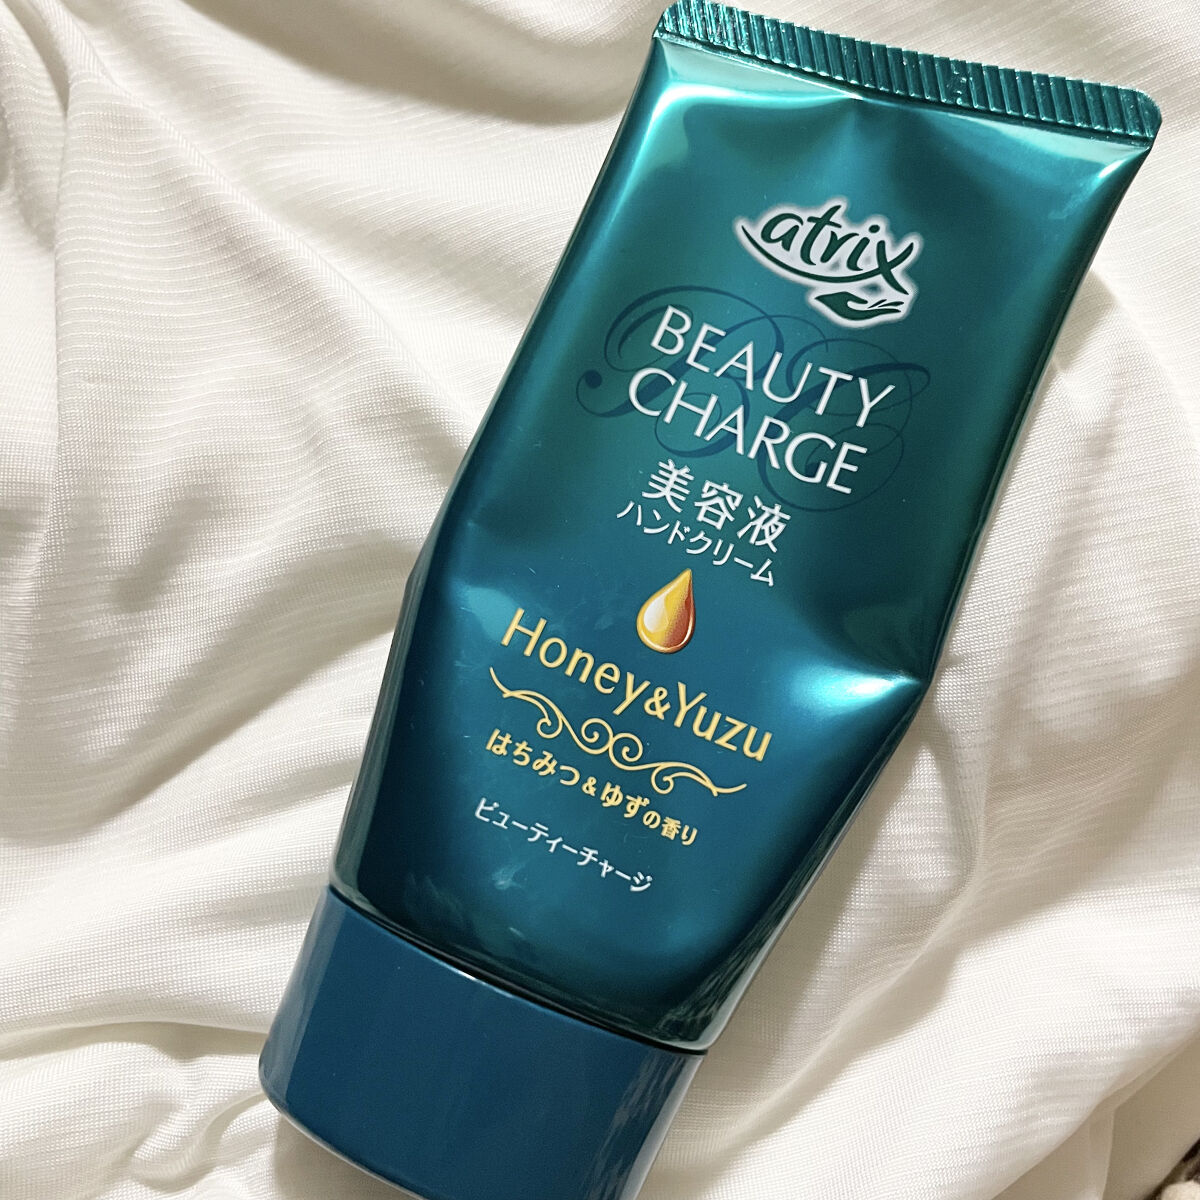 atrix
BEAUTY
CHARGE
美容液
ハンドクリーム
Honey&Yuzu
はちみつ&ゆずの香り
ビューティーチャージ